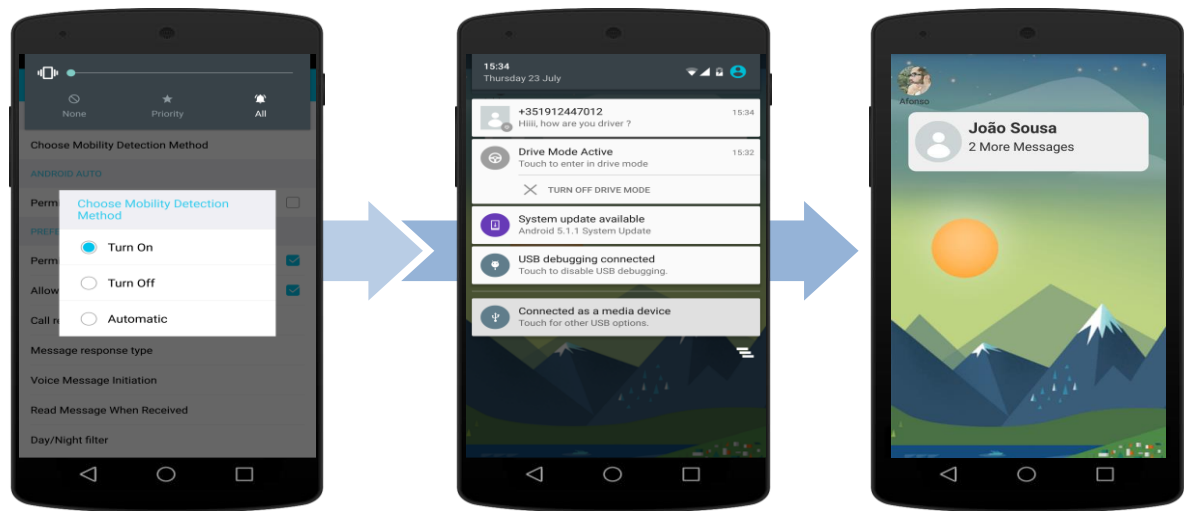 None
Priority
All
Choose Mobility Detection Method
ANDROID AUTO
Perm
Choose Mobility Detection
Method
PREFE
Turn On
Perm
Turn Off
Allow
Automatic
Call re
Message response type
Voice Message Initiation
Read Message When Received
Day/Night filter
15:34
Thursday 23 July
+351912447012
15:34
Hiiii, how are you driver ?
Drive Mode Active
15:32
Touch to enter in drive mode
TURN OFF DRIVE MODE
System update available
Android 5.1.1 System Update
USB debugging connected
Touch to disable USB debugging.
Connected as a media device
Touch for other USB options.
Afonso
João Sousa
2 More Messages